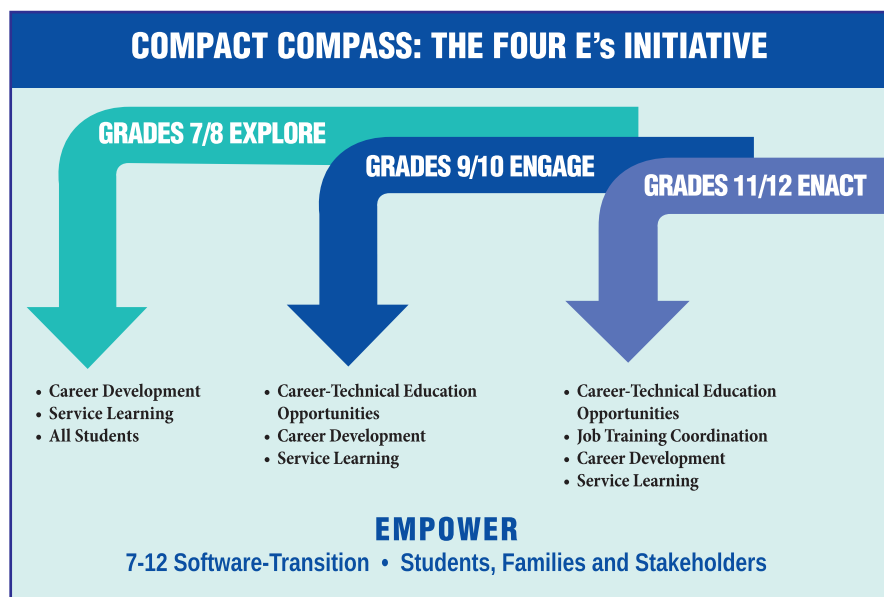 COMPACT COMPASS: THE FOUR E’s INITIATIVE
GRADES 7/8 EXPLORE
GRADES 9/10 ENGAGE
GRADES 11/12 ENACT
• Career Development
• Service Learning
• All Students
• Career-Technical Education
Opportunities
• Career Development
• Service Learning
• Career-Technical Education
Opportunities
• Job Training Coordination
• Career Development
• Service Learning
EMPOWER
7-12 Software-Transition • Students, Families and Stakeholders